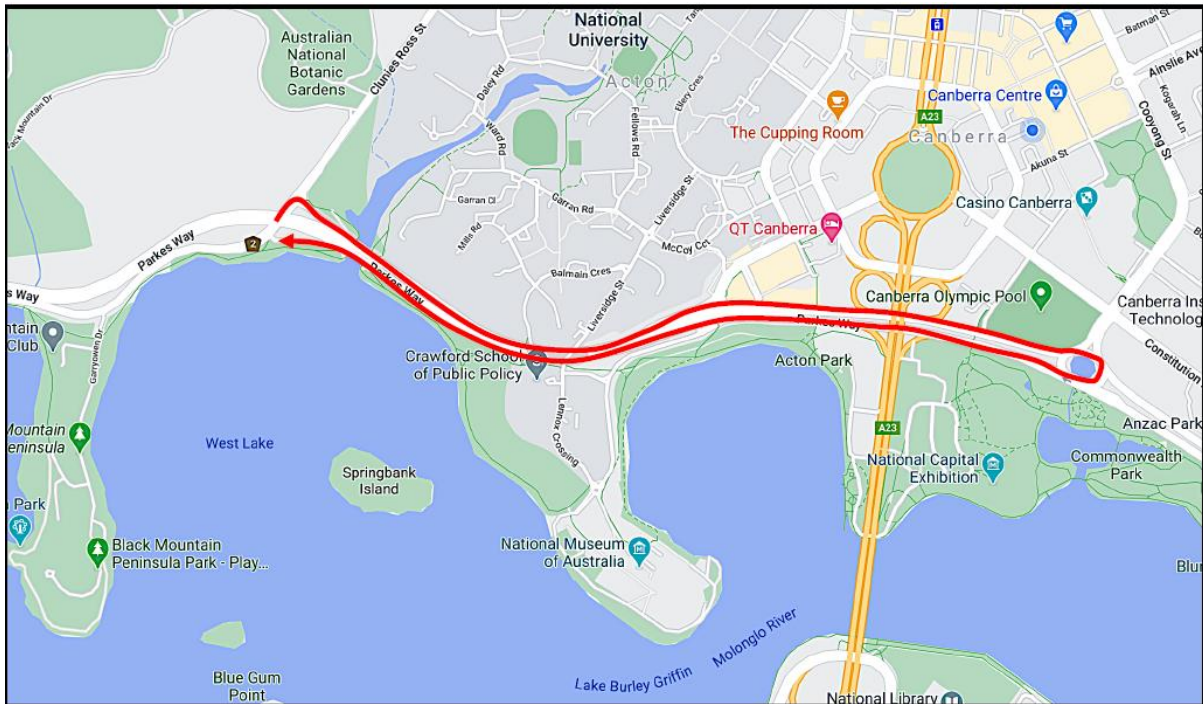 National
University
Acton
Australian
National
Botanic
Gardens
Clunies Ross St
Daley Rd
Ward Rd
Ellery Cres
Fellows Rd
Garran Rd
Garran Cl
Mills Rd
Liversidge St
McCoy Cct
Balmain Cres
Liversidge St
The Cupping Room
A23
Canberra Centre
Canberra
Batman St
Ainslie Ave
Kogarah Ln
Cooyong St
Akuna St
Casino Canberra
QT Canberra
Canberra Olympic Pool
Canberra Ins
Technolog
Constitution
Parkes Way
2
Parkes Way
Parkes Way
s Way
ntain
Club
Garryowen Dr
Crawford School
of Public Policy
Lennox Crossing
Acton Park
A23
Anzac Park
Commonwealth
Park
National Capital
Exhibition
West Lake
Springbank
Island
Mountain
eninsula
n Park
Black Mountain
Peninsula Park - Play...
National Museum
of Australia
Blue Gum
Point
Lake Burley Griffin
Molonglo River
National Library
Blu